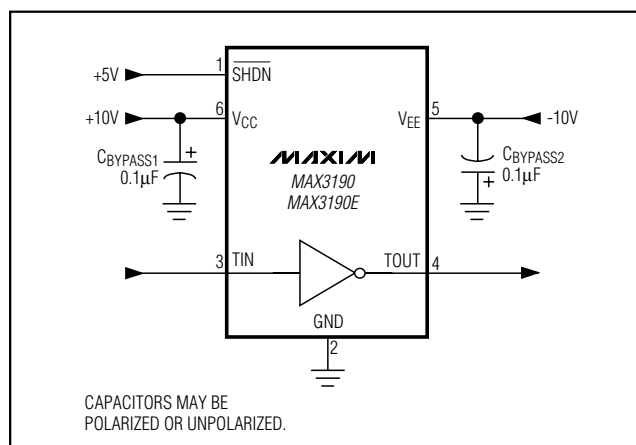 1
+5V
SHDN
+10V
6
VCC
VEE
5
-10V
CBYPASS1
0.1µF
+
MAXIM
MAX3190
MAX3190E
CBYPASS2
0.1µF
+
3
TIN
TOUT
4
GND
2
CAPACITORS MAY BE
POLARIZED OR UNPOLARIZED.